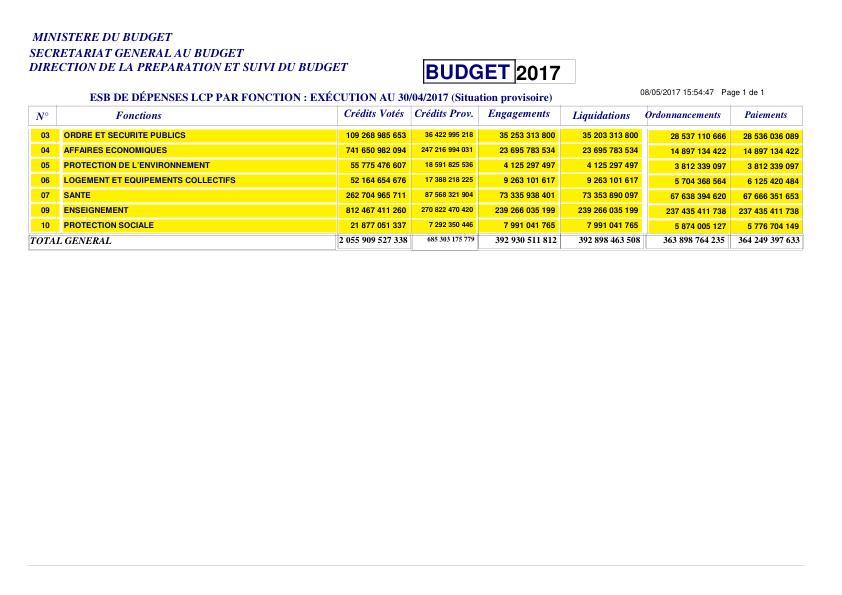 MINISTERE DU BUDGET
SECRETARIAT GENERAL AU BUDGET
DIRECTION DE LA PREPARATION ET SUIVI DU BUDGET
BUDGET 2017
08/05/2017 15:54:47 Page 1 de 1
ESB DE DÉPENSES LCP PAR FONCTION : EXÉCUTION AU 30/04/2017 (Situation provisoire)
N° Fonctions Crédits Votés Crédits Prov. Engagements Liquidations Ordonnancements Paiements
03 ORDRE ET SECURITE PUBLICS 109 268 985 653 36 422 995 218 35 253 313 800 35 203 313 800 28 537 110 666 28 536 036 089
04 AFFAIRES ECONOMIQUES 741 650 982 094 247 216 994 031 23 695 783 534 23 695 783 534 14 897 134 422 14 897 134 422
05 PROTECTION DE L'ENVIRONNEMENT 55 775 476 607 18 591 825 536 4 125 297 497 4 125 297 497 3 812 339 097 3 812 339 097
06 LOGEMENT ET EQUIPEMENTS COLLECTIFS 52 164 654 676 17 388 218 225 9 263 101 617 9 263 101 617 5 704 368 564 6 125 420 484
07 SANTE 262 704 965 711 87 568 321 904 73 335 938 401 73 353 890 097 67 638 394 620 67 666 351 653
09 ENSEIGNEMENT 812 467 411 260 270 822 470 420 239 266 035 199 239 266 035 199 237 435 411 738 237 435 411 738
10 PROTECTION SOCIALE 21 877 051 337 7 292 350 446 7 991 041 765 7 991 041 765 5 874 005 127 5 776 704 149
TOTAL GENERAL 2 055 909 527 338 685 303 175 779 392 930 511 812 392 898 463 508 363 898 764 235 364 249 397 633